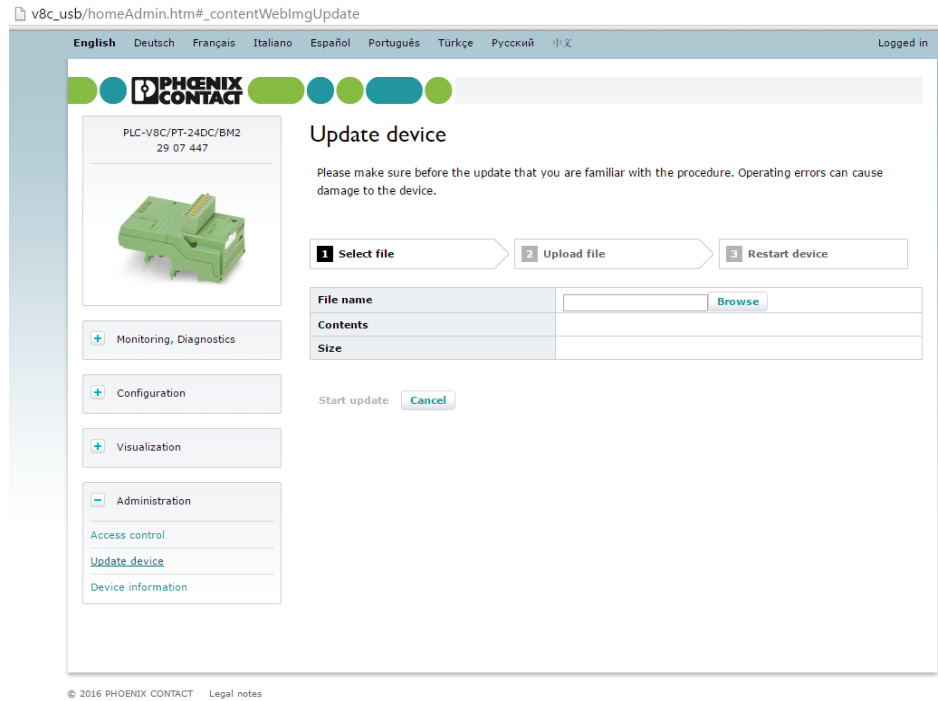 v8c_usb/homeAdmin.htm#_contentWebImgUpdate
English Deutsch Français Italiano Español Português Türkçe Русский 中文 Logged in
PHŒNIX
CONTACT
PLC-V8C/PT-24DC/BM2
29 07 447
Update device
Please make sure before the update that you are familiar with the procedure. Operating errors can cause
damage to the device.
1 Select file 2 Upload file 3 Restart device
File name Browse
Contents
Size
Start update Cancel
Monitoring, Diagnostics
Configuration
Visualization
Administration
Access control
Update device
Device information
© 2016 PHOENIX CONTACT Legal notes